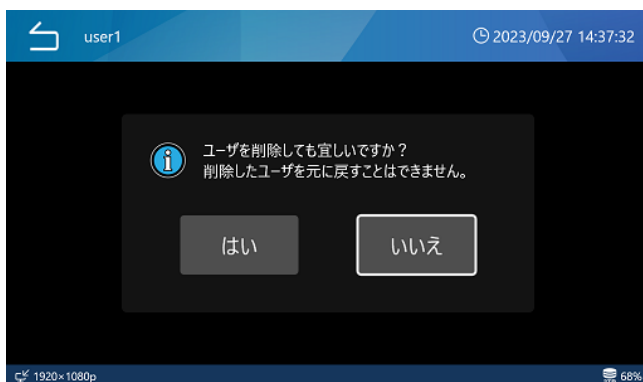 user1
2023/09/27 14:37:32
ユーザを削除しても宜しいですか？
削除したユーザを元に戻すことはできません。
はい
いいえ
1920×1080p
68%